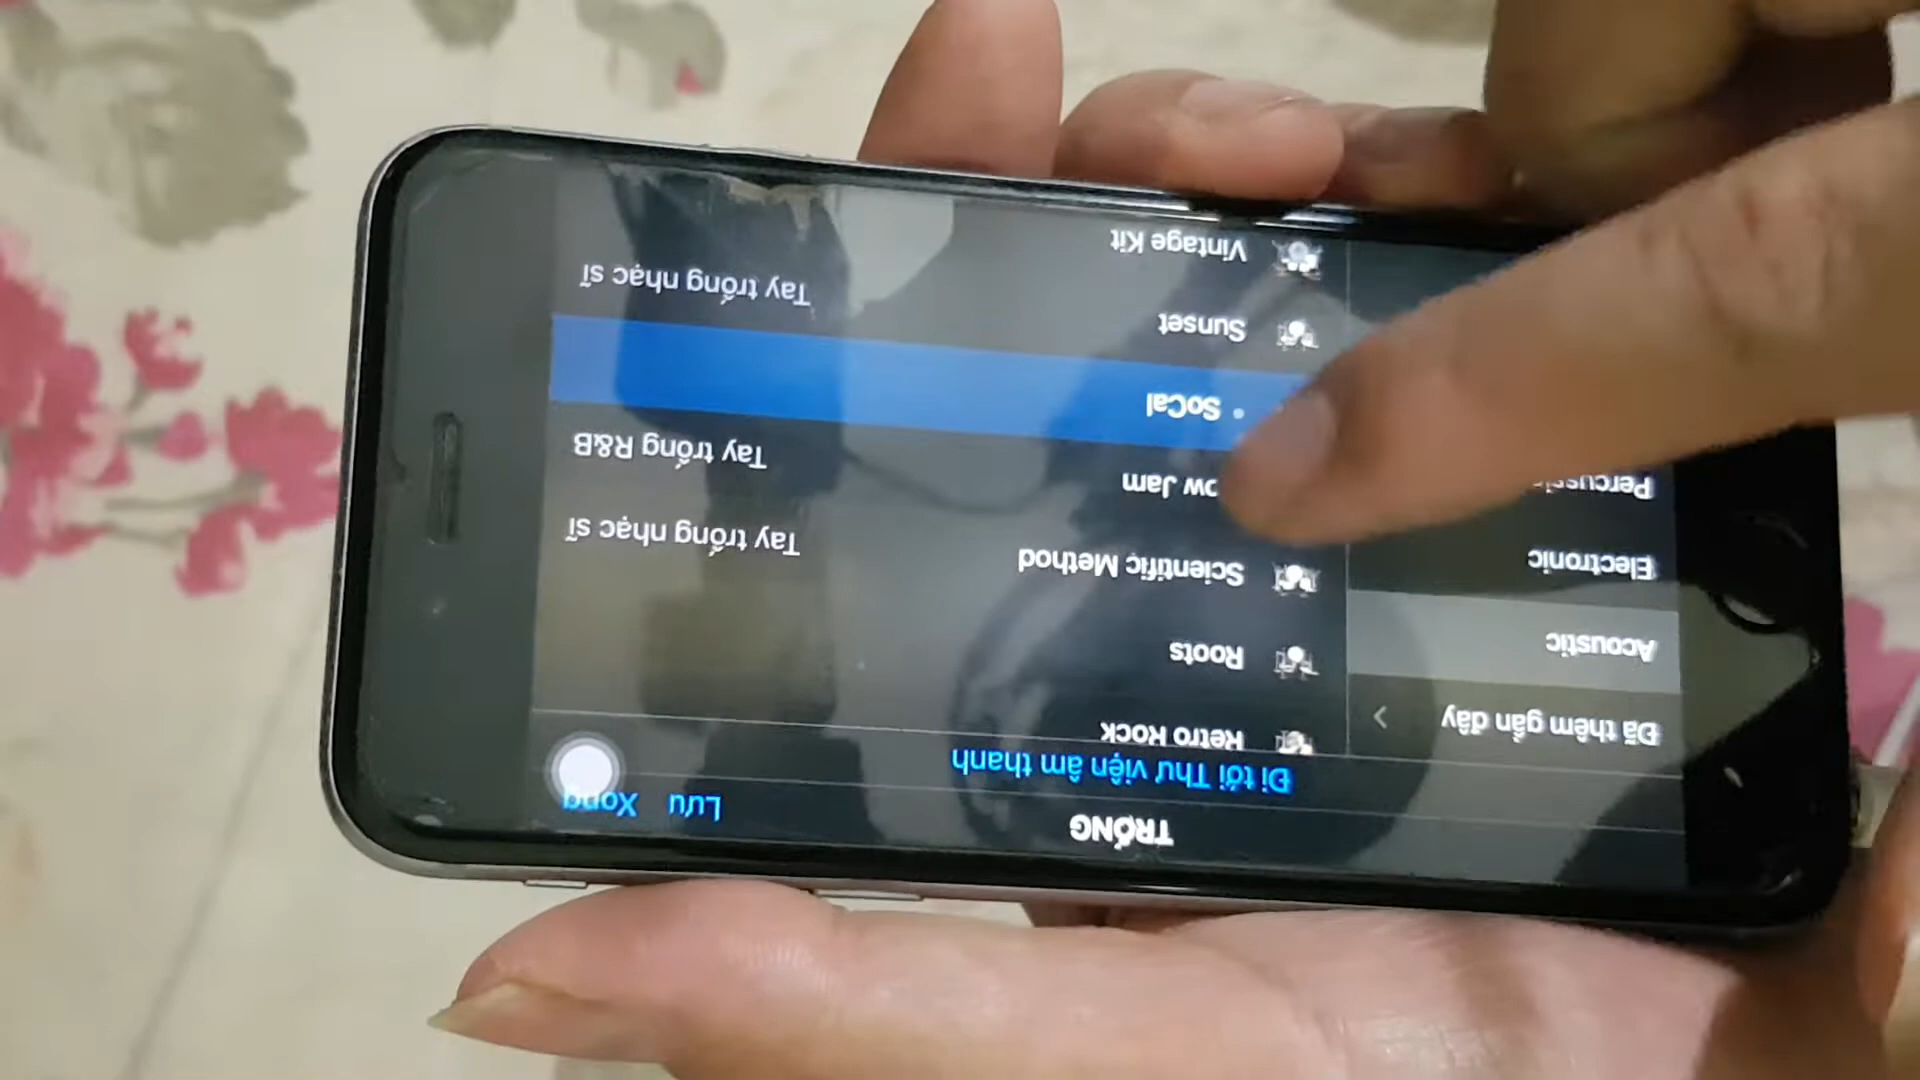 TRỐNG
Lưu Xong
Đi tới Thư viện âm thanh
Đã thêm gần đây
Acoustic
Electronic
Retro Rock
Roots
Scientific Method Tay trống nhạc sĩ
Jam Tay trống R&B
• SoCal
Sunset Tay trống nhạc sĩ
Vintage Kit